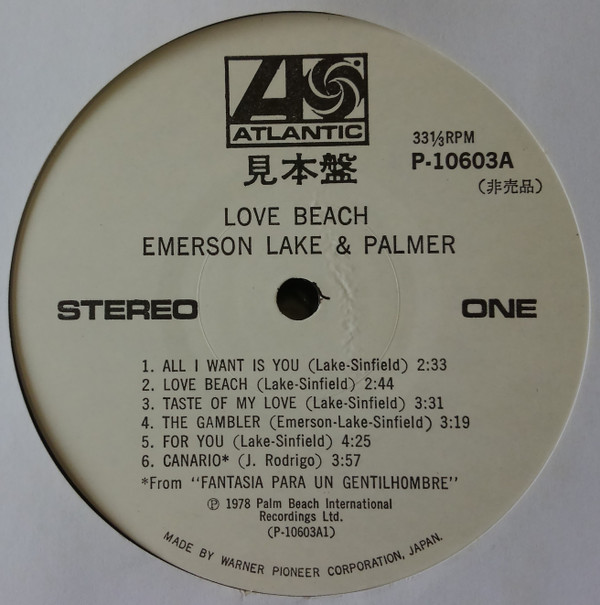 ATLANTIC
見本盤
33⅓RPM
P-10603A
(非売品)
LOVE BEACH
EMERSON LAKE & PALMER
STEREO
ONE
1. ALL I WANT IS YOU (Lake-Sinfield) 2:33
2. LOVE BEACH (Lake-Sinfield) 2:44
3. TASTE OF MY LOVE (Lake-Sinfield) 3:31
4. THE GAMBLER (Emerson-Lake-Sinfield) 3:19
5. FOR YOU (Lake-Sinfield) 4:25
6. CANARIO* (J. Rodrigo) 3:57
*From "FANTASIA PARA UN GENTILHOMBRE"
Ⓟ 1978 Palm Beach International
Recordings Ltd.
(P-10603A1)
MADE BY WARNER PIONEER CORPORATION, JAPAN.